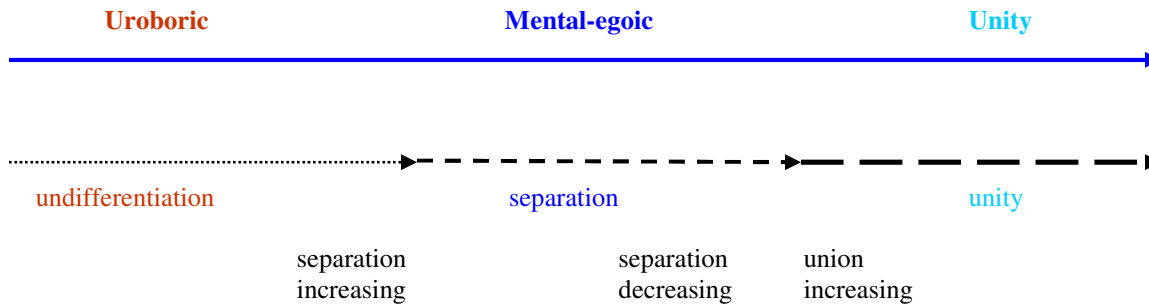 Uroboric Mental-egoic Unity
undifferentiation separation unity
separation separation union
increasing decreasing increasing